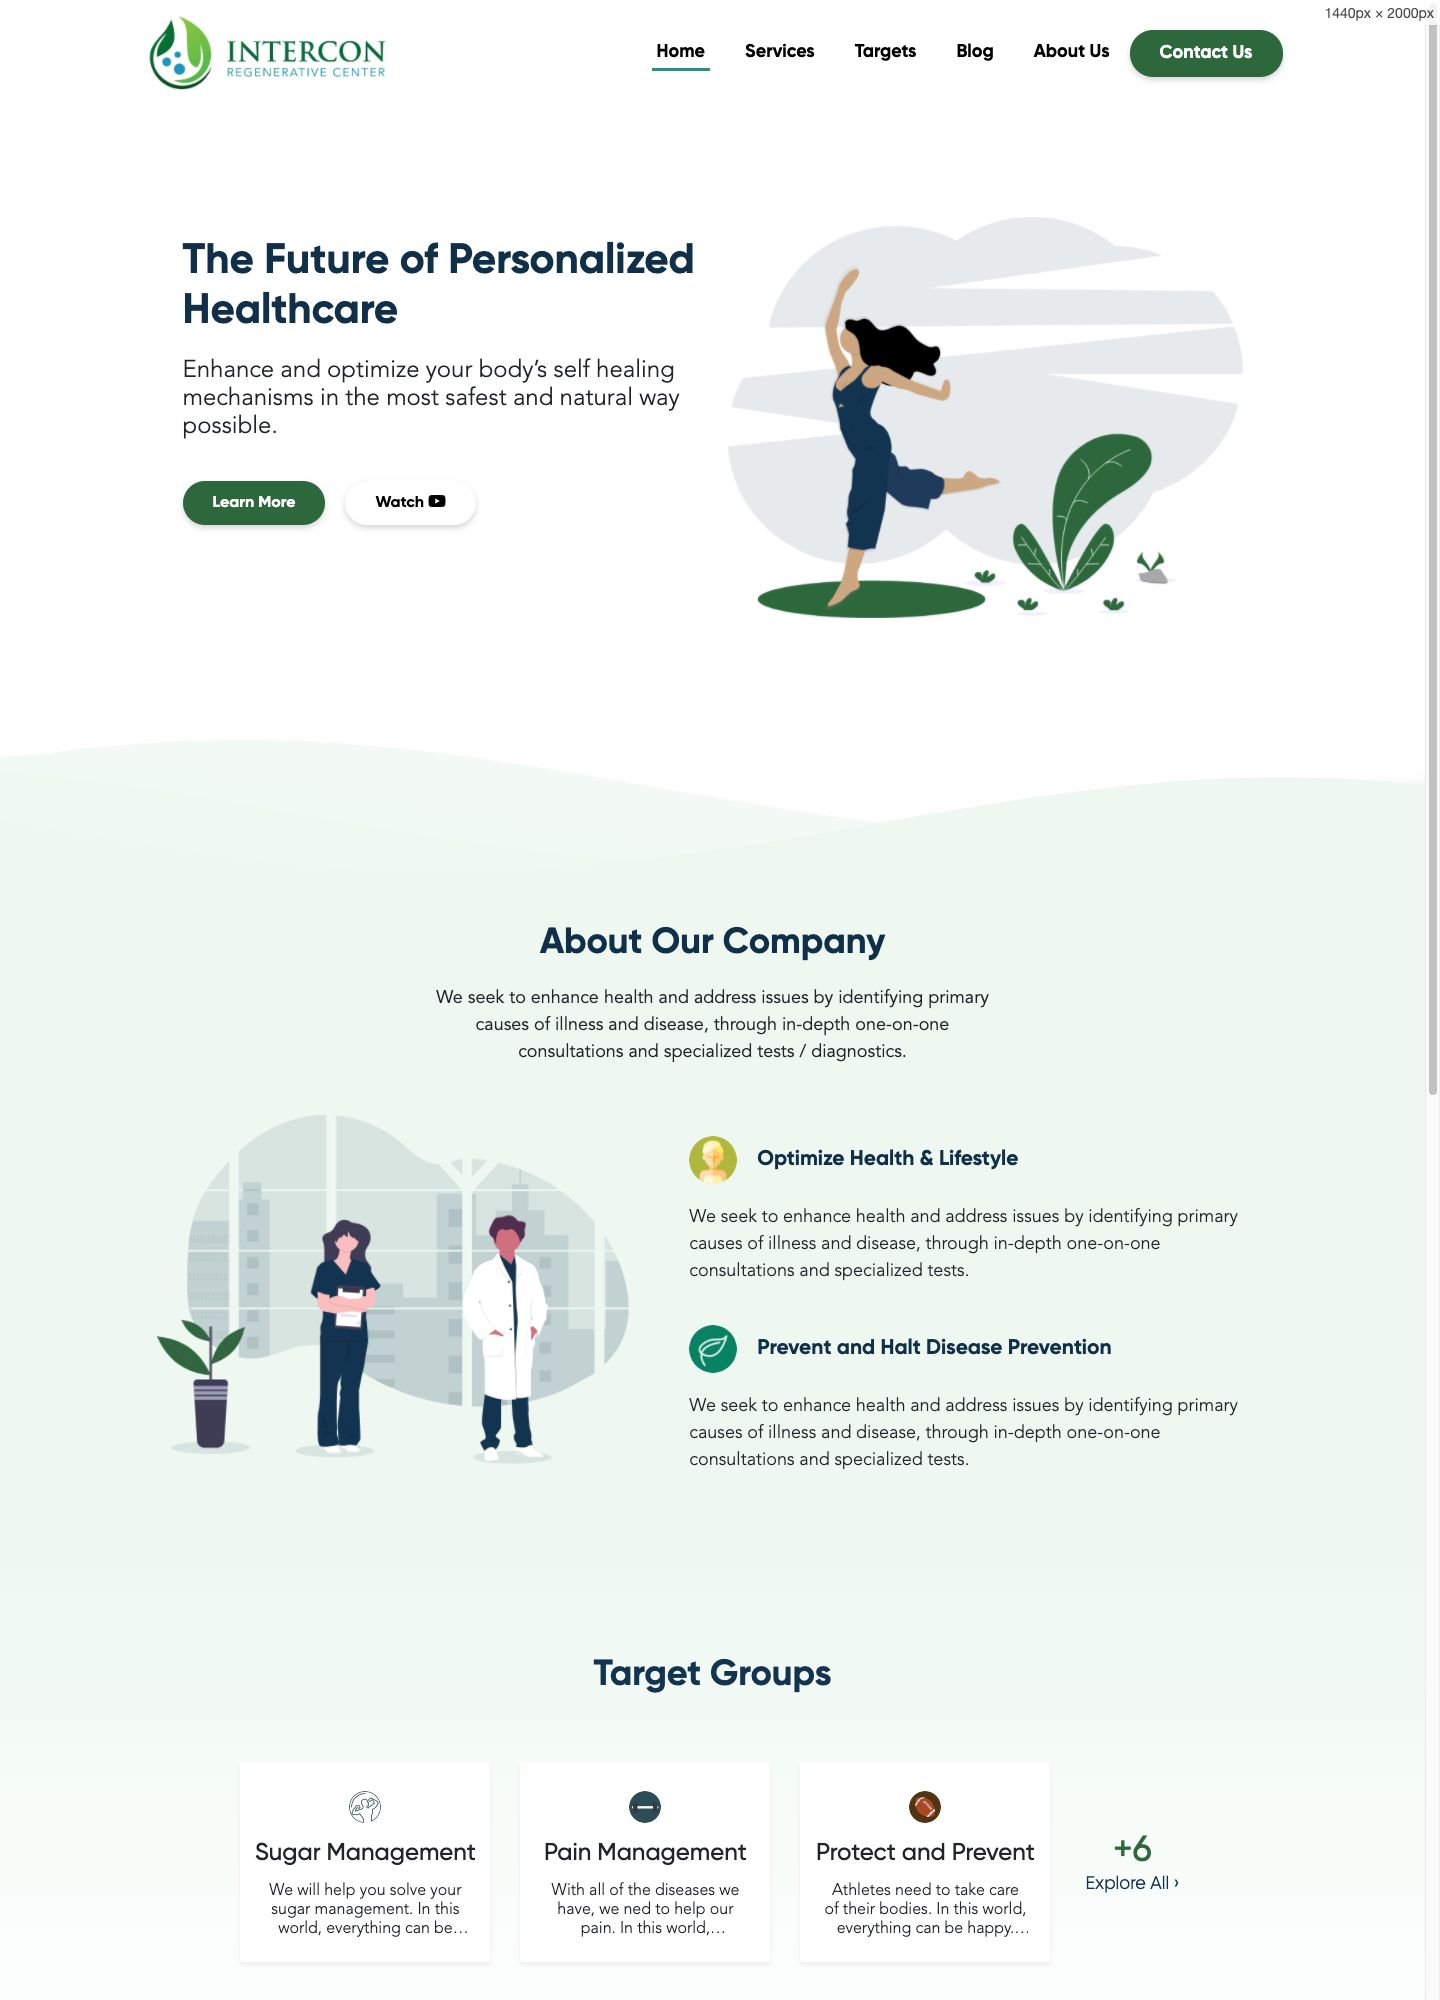 1440px × 2000px
INTERCON
REGENERATIVE CENTER
Home Services Targets Blog About Us Contact Us
The Future of Personalized
Healthcare
Enhance and optimize your body’s self healing
mechanisms in the most safest and natural way
possible.
Learn More Watch
About Our Company
We seek to enhance health and address issues by identifying primary
causes of illness and disease, through in-depth one-on-one
consultations and specialized tests / diagnostics.
Optimize Health & Lifestyle
We seek to enhance health and address issues by identifying primary
causes of illness and disease, through in-depth one-on-one
consultations and specialized tests.
Prevent and Halt Disease Prevention
We seek to enhance health and address issues by identifying primary
causes of illness and disease, through in-depth one-on-one
consultations and specialized tests.
Target Groups
Sugar Management
We will help you solve your
sugar management. In this
world, everything can be…
Pain Management
With all of the diseases we
have, we ned to help our
pain. In this world,…
Protect and Prevent
Athletes need to take care
of their bodies. In this world,
everything can be happy.…
+6
Explore All ›